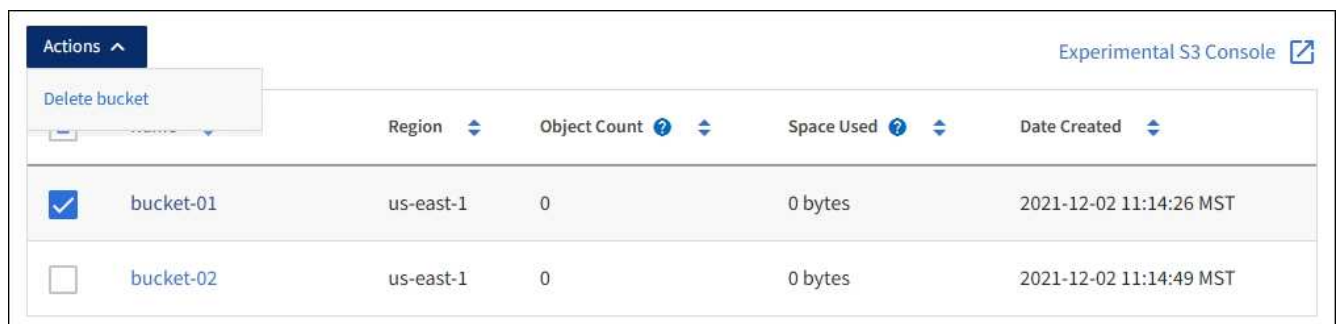 Actions
Experimental S3 Console
Delete bucket
Region Object Count ? Space Used ? Date Created
bucket-01 us-east-1 0 0 bytes 2021-12-02 11:14:26 MST
bucket-02 us-east-1 0 0 bytes 2021-12-02 11:14:49 MST